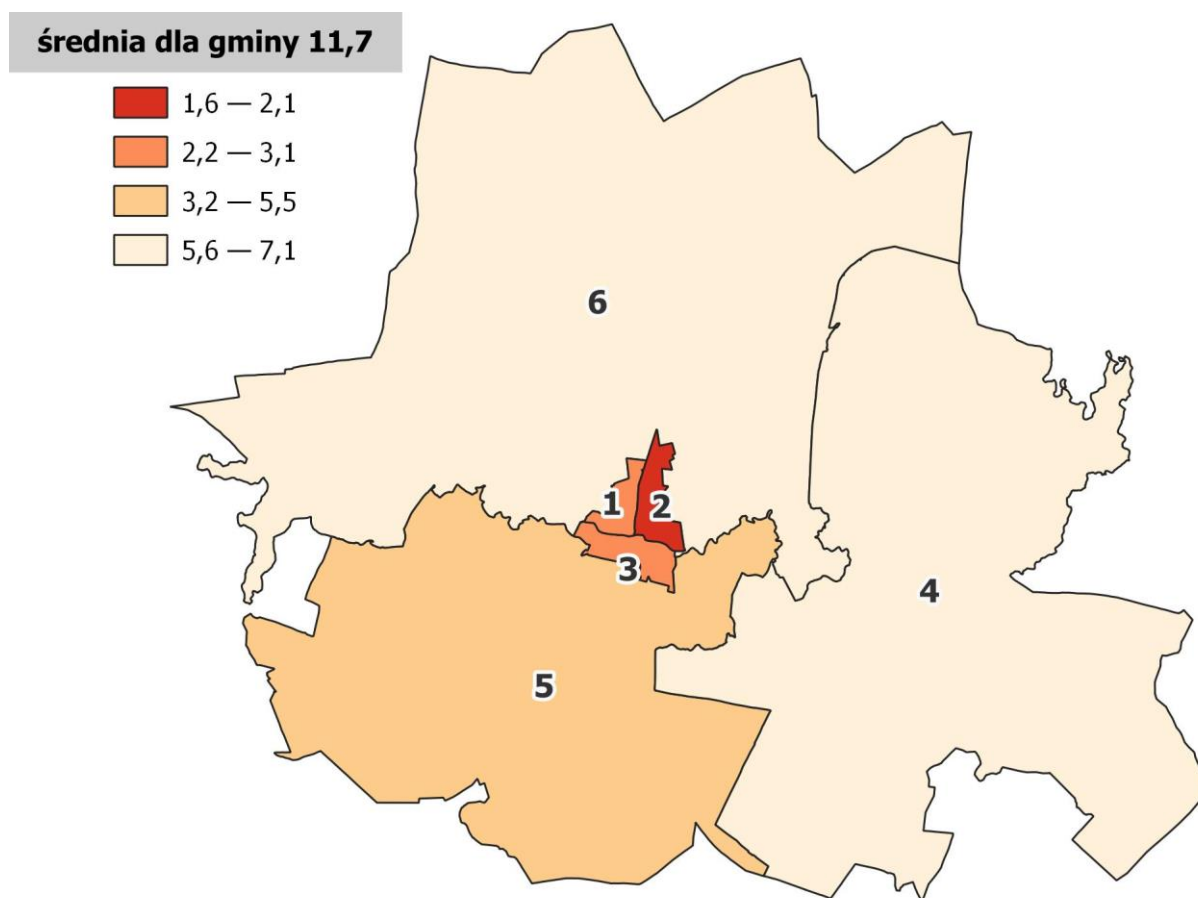 średnia dla gminy 11,7
1,6 — 2,1
2,2 — 3,1
3,2 — 5,5
5,6 — 7,1
6
1
2
3
4
5